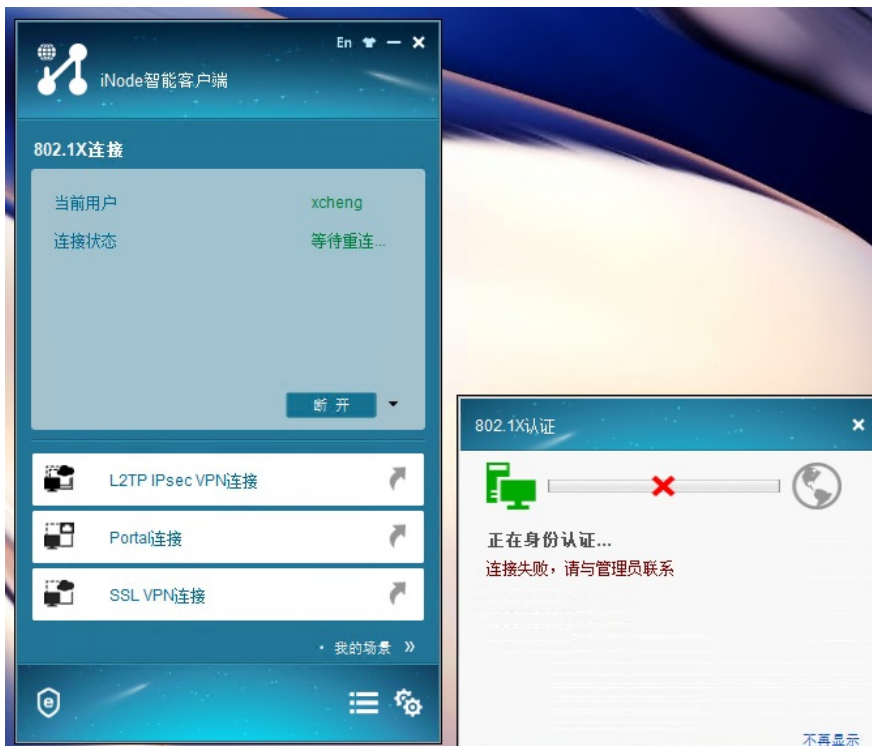 En
iNode智能客户端
802.1X连接
当前用户 xcheng
连接状态 等待重连...
断 开
L2TP IPsec VPN连接
Portal连接
SSL VPN连接
· 我的场景 》
802.1X认证
正在身份认证...
连接失败，请与管理员联系
不再显示